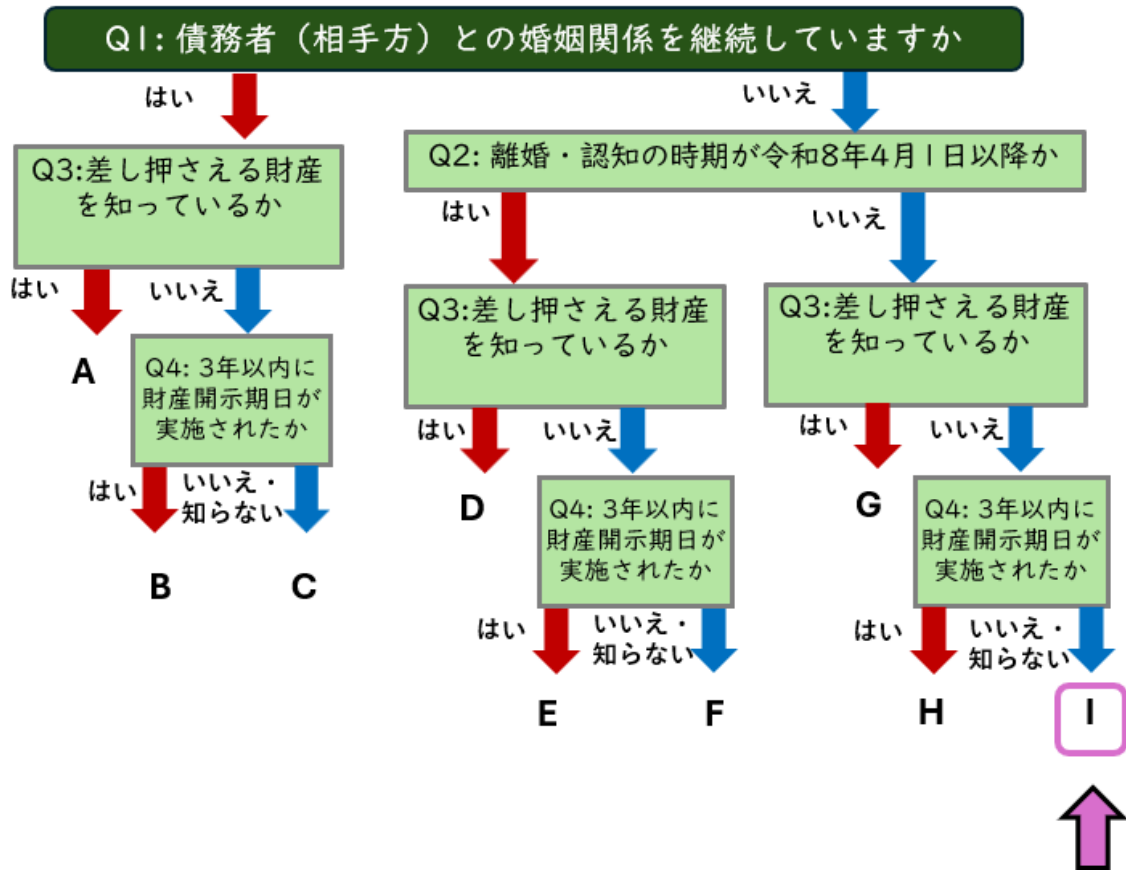 Q1: 債務者（相手方）との婚姻関係を継続していますか
はい
いいえ
Q3:差し押さえる財産
を知っているか
Q2: 離婚・認知の時期が令和8年4月1日以降か
はい
いいえ
はい
いいえ
Q3:差し押さえる財産
を知っているか
Q3:差し押さえる財産
を知っているか
A
Q4: 3年以内に
財産開示期日が
実施されたか
はい
いいえ
はい
いいえ
はい
いいえ・
知らない
D
G
Q4: 3年以内に
財産開示期日が
実施されたか
Q4: 3年以内に
財産開示期日が
実施されたか
B
C
はい
いいえ・
知らない
はい
いいえ・
知らない
E
F
H
I